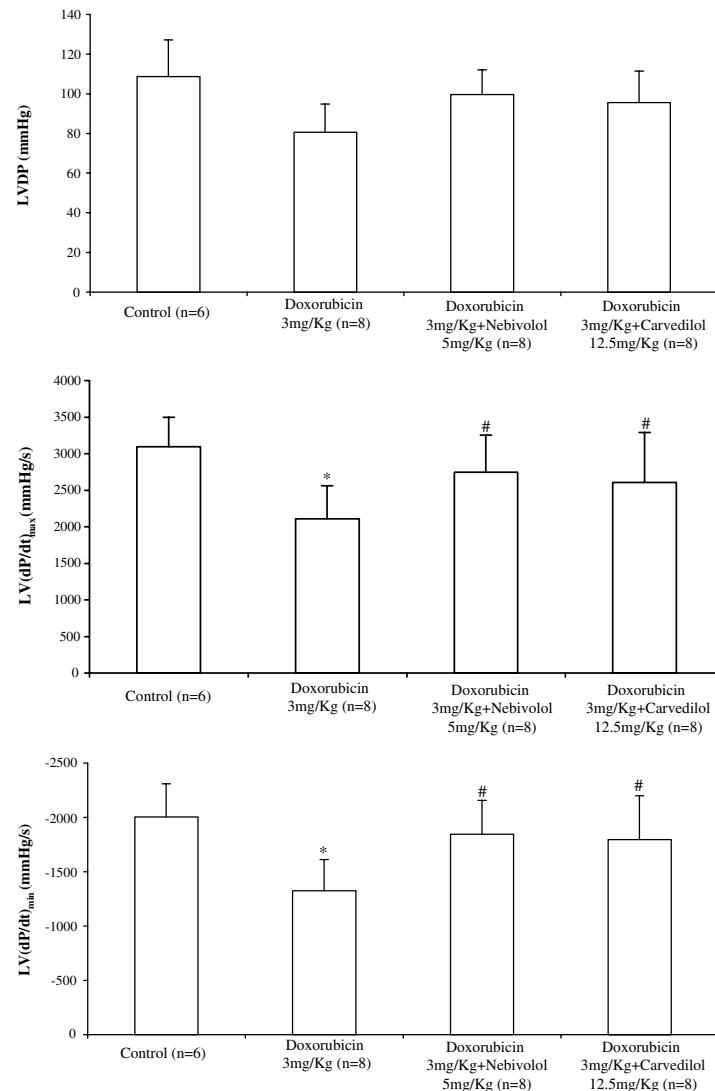 140
120
100
80
60
40
20
0
LVDP (mmHg)
Control (n=6)
Doxorubicin
3mg/Kg (n=8)
Doxorubicin
3mg/Kg+Nebivolol
5mg/Kg (n=8)
Doxorubicin
3mg/Kg+Carvedilol
12.5mg/Kg (n=8)
4000
3500
3000
2500
2000
1500
1000
500
0
LV(dP/dt)max (mmHg/s)
*
#
#
Control (n=6)
Doxorubicin
3mg/Kg (n=8)
Doxorubicin
3mg/Kg+Nebivolol
5mg/Kg (n=8)
Doxorubicin
3mg/Kg+Carvedilol
12.5mg/Kg (n=8)
-2500
-2000
-1500
-1000
-500
0
LV(dP/dt)min (mmHg/s)
*
#
#
Control (n=6)
Doxorubicin
3mg/Kg (n=8)
Doxorubicin
3mg/Kg+Nebivolol
5mg/Kg (n=8)
Doxorubicin
3mg/Kg+Carvedilol
12.5mg/Kg (n=8)